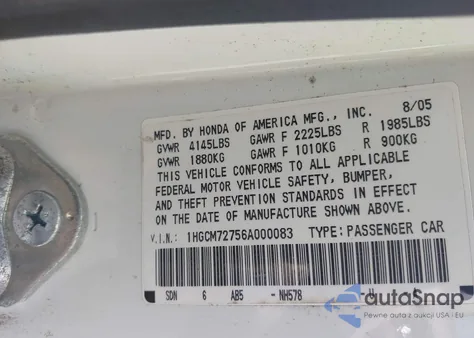 MFD. BY HONDA OF AMERICA MFG., INC. 8/05
GVWR 4145LBS GAWR F 2225LBS R 1985LBS
GVWR 1880KG GAWR F 1010KG R 900KG
THIS VEHICLE CONFORMS TO ALL APPLICABLE
FEDERAL MOTOR VEHICLE SAFETY, BUMPER,
AND THEFT PREVENTION STANDARDS IN EFFECT
ON THE DATE OF MANUFACTURE SHOWN ABOVE.
V.I.N.: 1HGCM72756A000083 TYPE: PASSENGER CAR
SDN 6 AB5 -NH578
autoSnap
Pewne auta z aukcji USA i EU